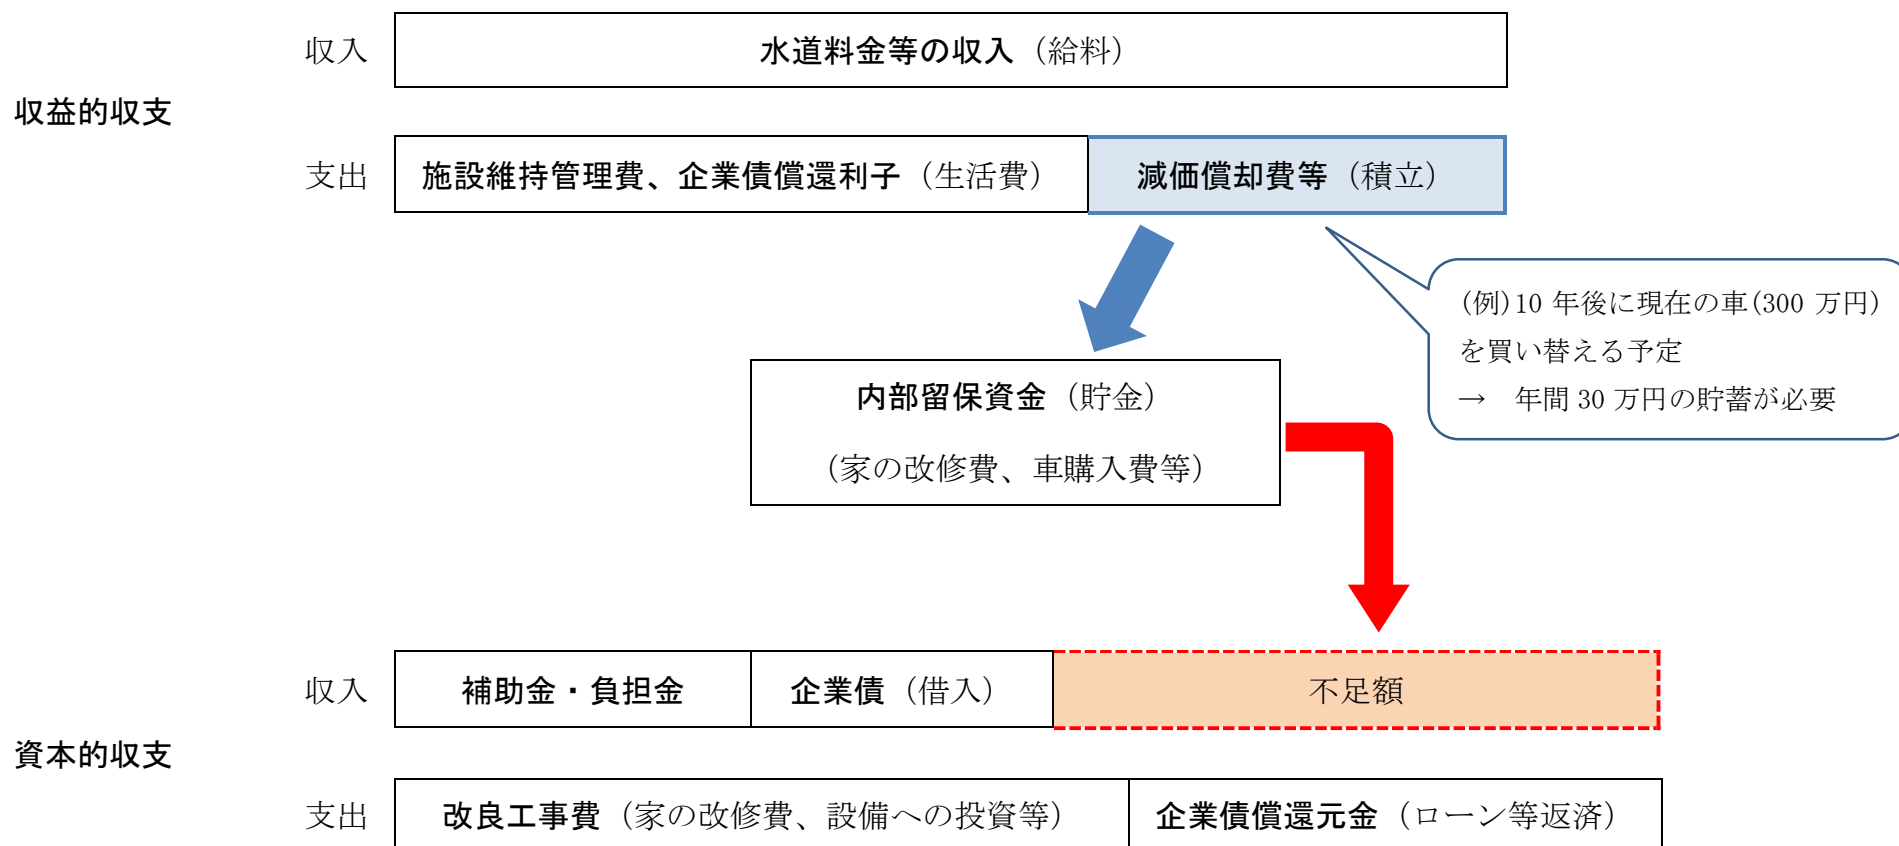 収入
水道料金等の収入（給料）
収益的収支
支出
施設維持管理費、企業債償還利子（生活費）
減価償却費等（積立）
(例)10 年後に現在の車(300 万円)
を買い替える予定
→　年間 30 万円の貯蓄が必要
内部留保資金（貯金）
（家の改修費、車購入費等）
収入
補助金・負担金
企業債（借入）
不足額
資本的収支
支出
改良工事費（家の改修費、設備への投資等）
企業債償還元金（ローン等返済）